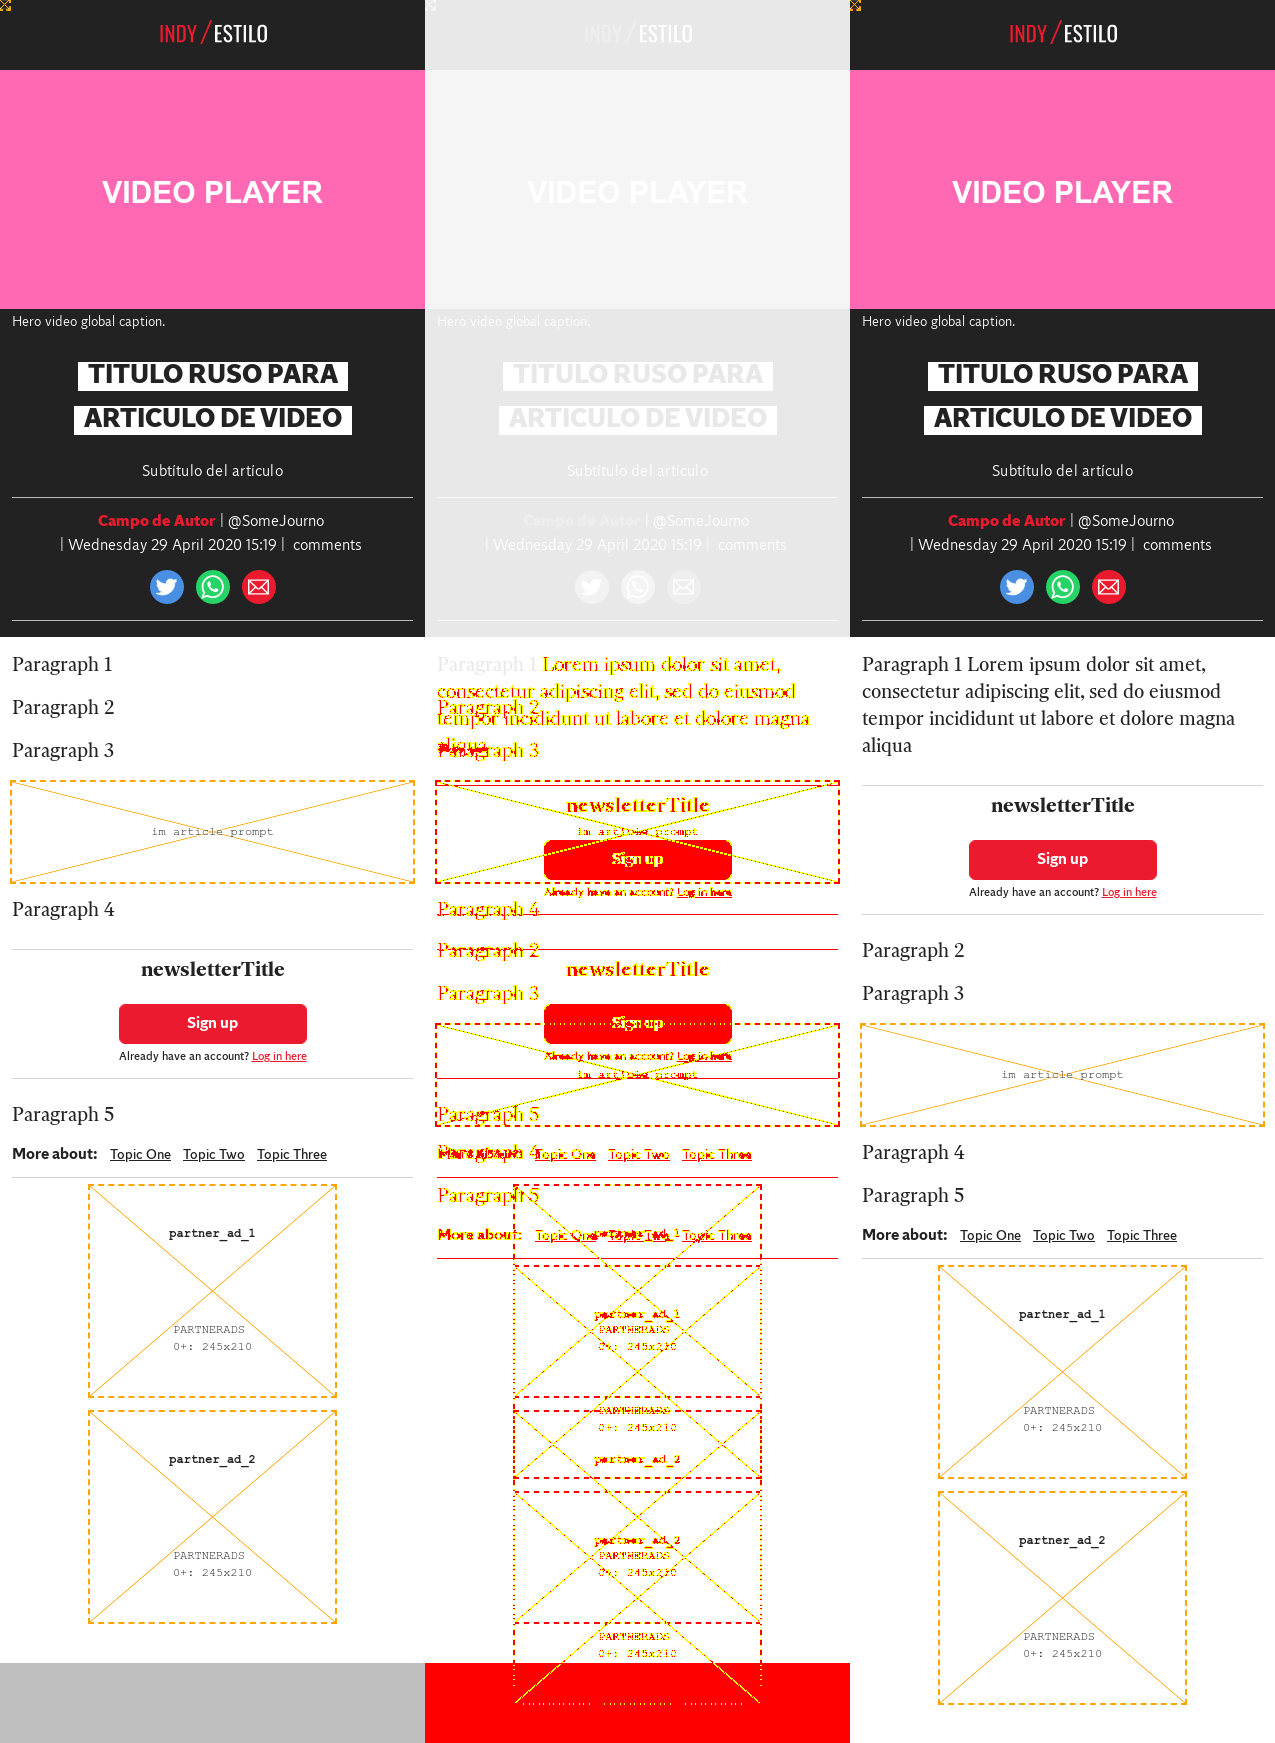 INDY/ESTILO
VIDEO PLAYER
Hero video global caption.
TITULO RUSO PARA
ARTICULO DE VIDEO
Subtítulo del artículo
Campo de Autor | @SomeJourno
| Wednesday 29 April 2020 15:19 | comments
Paragraph 1
Paragraph 2
Paragraph 3
im article prompt
Paragraph 4
newsletterTitle
Sign up
Already have an account? Log in here
Paragraph 5
More about: Topic One Topic Two Topic Three
partner_ad_1
PARTNERADS
0+: 245x210
partner_ad_2
PARTNERADS
0+: 245x210
INDY/ESTILO
VIDEO PLAYER
Hero video global caption.
TITULO RUSO PARA
ARTICULO DE VIDEO
Subtítulo del artículo
Campo de Autor | @SomeJourno
| Wednesday 29 April 2020 15:19 | comments
Paragraph 1 Lorem ipsum dolor sit amet,
consectetur adipiscing elit, sed do eiusmod
Paragraph 2
tempor incididunt ut labore et dolore magna
aliqua
Paragraph 3
newsletterTitle
im article prompt
Sign up
Already have an account? Log in here
Paragraph 4
Paragraph 2
newsletterTitle
Paragraph 3
Sign up
Already have an account? Log in here
im article prompt
Paragraph 5
Paragraph 4
More about: Topic One Topic Two Topic Three
Paragraph 5
More about: Topic One Topic Two Topic Three
partner_ad_1
partner_ad_1
PARTNERADS
0+: 245x210
PARTNERADS
0+: 245x210
partner_ad_2
partner_ad_2
PARTNERADS
0+: 245x210
PARTNERADS
0+: 245x210
INDY/ESTILO
VIDEO PLAYER
Hero video global caption.
TITULO RUSO PARA
ARTICULO DE VIDEO
Subtítulo del artículo
Campo de Autor | @SomeJourno
| Wednesday 29 April 2020 15:19 | comments
Paragraph 1 Lorem ipsum dolor sit amet,
consectetur adipiscing elit, sed do eiusmod
tempor incididunt ut labore et dolore magna
aliqua
newsletterTitle
Sign up
Already have an account? Log in here
Paragraph 2
Paragraph 3
im article prompt
Paragraph 4
Paragraph 5
More about: Topic One Topic Two Topic Three
partner_ad_1
PARTNERADS
0+: 245x210
partner_ad_2
PARTNERADS
0+: 245x210